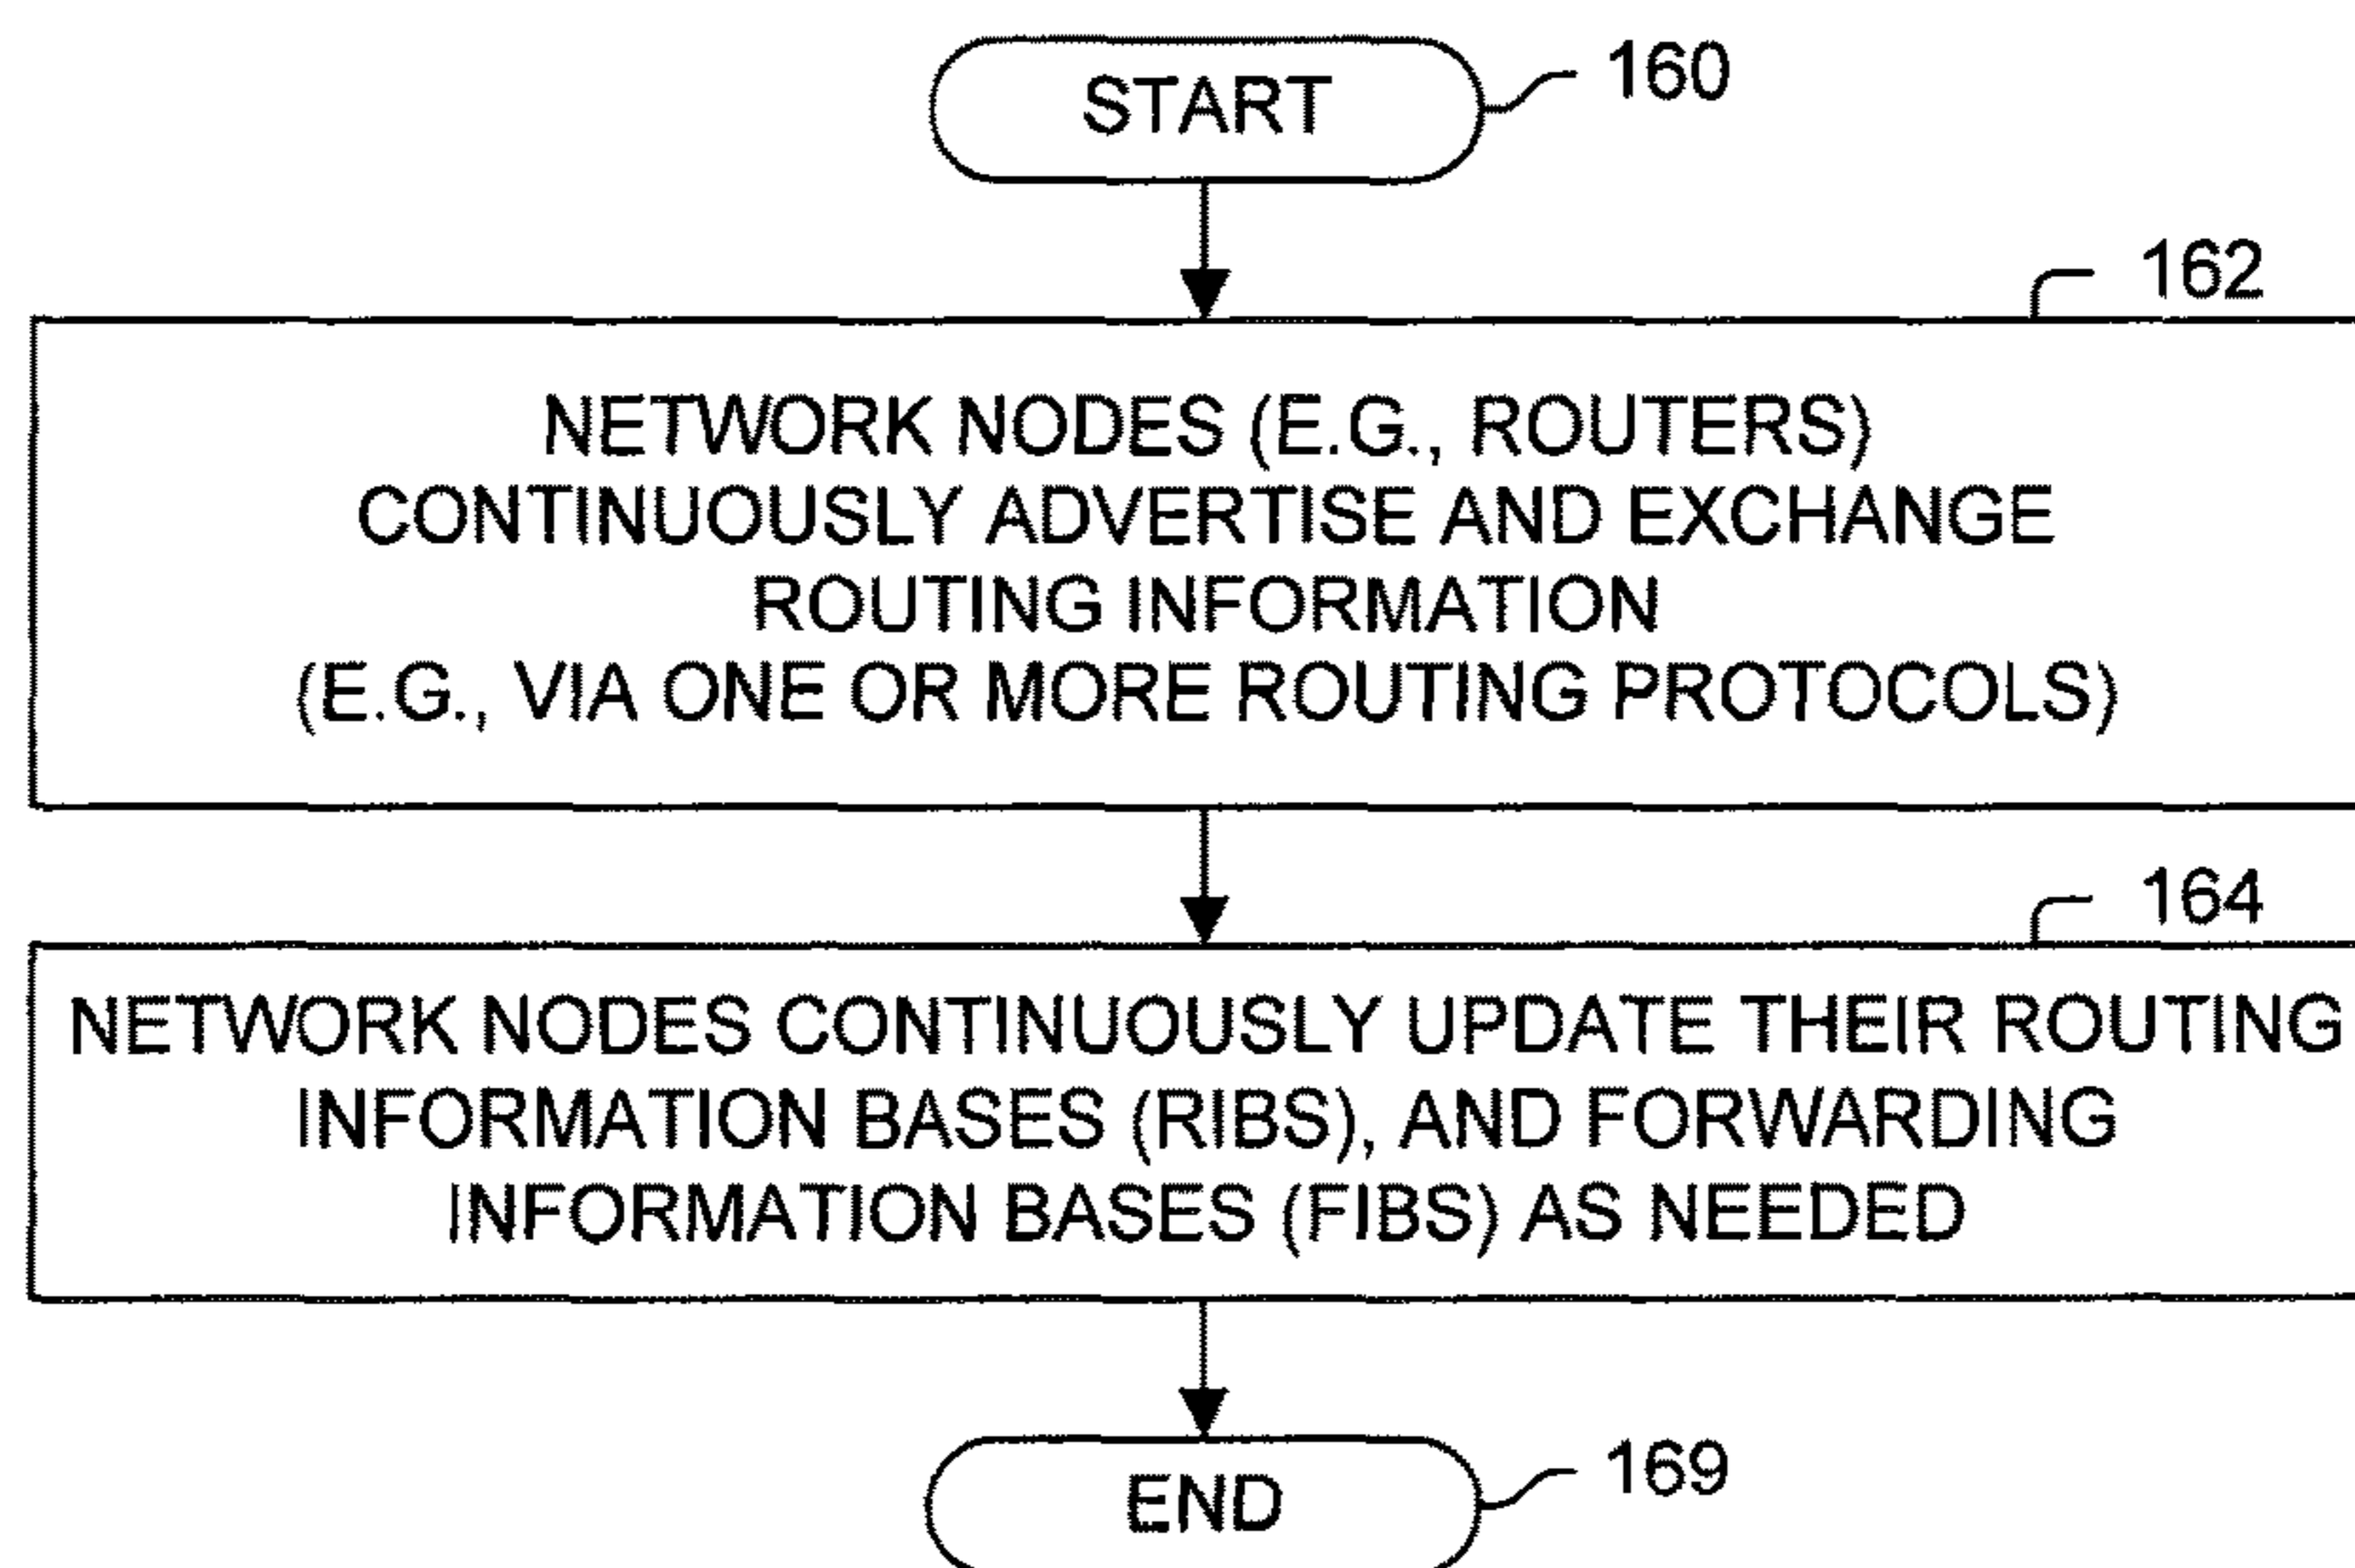 START
160
162
NETWORK NODES (E.G., ROUTERS)
CONTINUOUSLY ADVERTISE AND EXCHANGE
ROUTING INFORMATION
(E.G., VIA ONE OR MORE ROUTING PROTOCOLS)
164
NETWORK NODES CONTINUOUSLY UPDATE THEIR ROUTING
INFORMATION BASES (RIBS), AND FORWARDING
INFORMATION BASES (FIBS) AS NEEDED
END
169